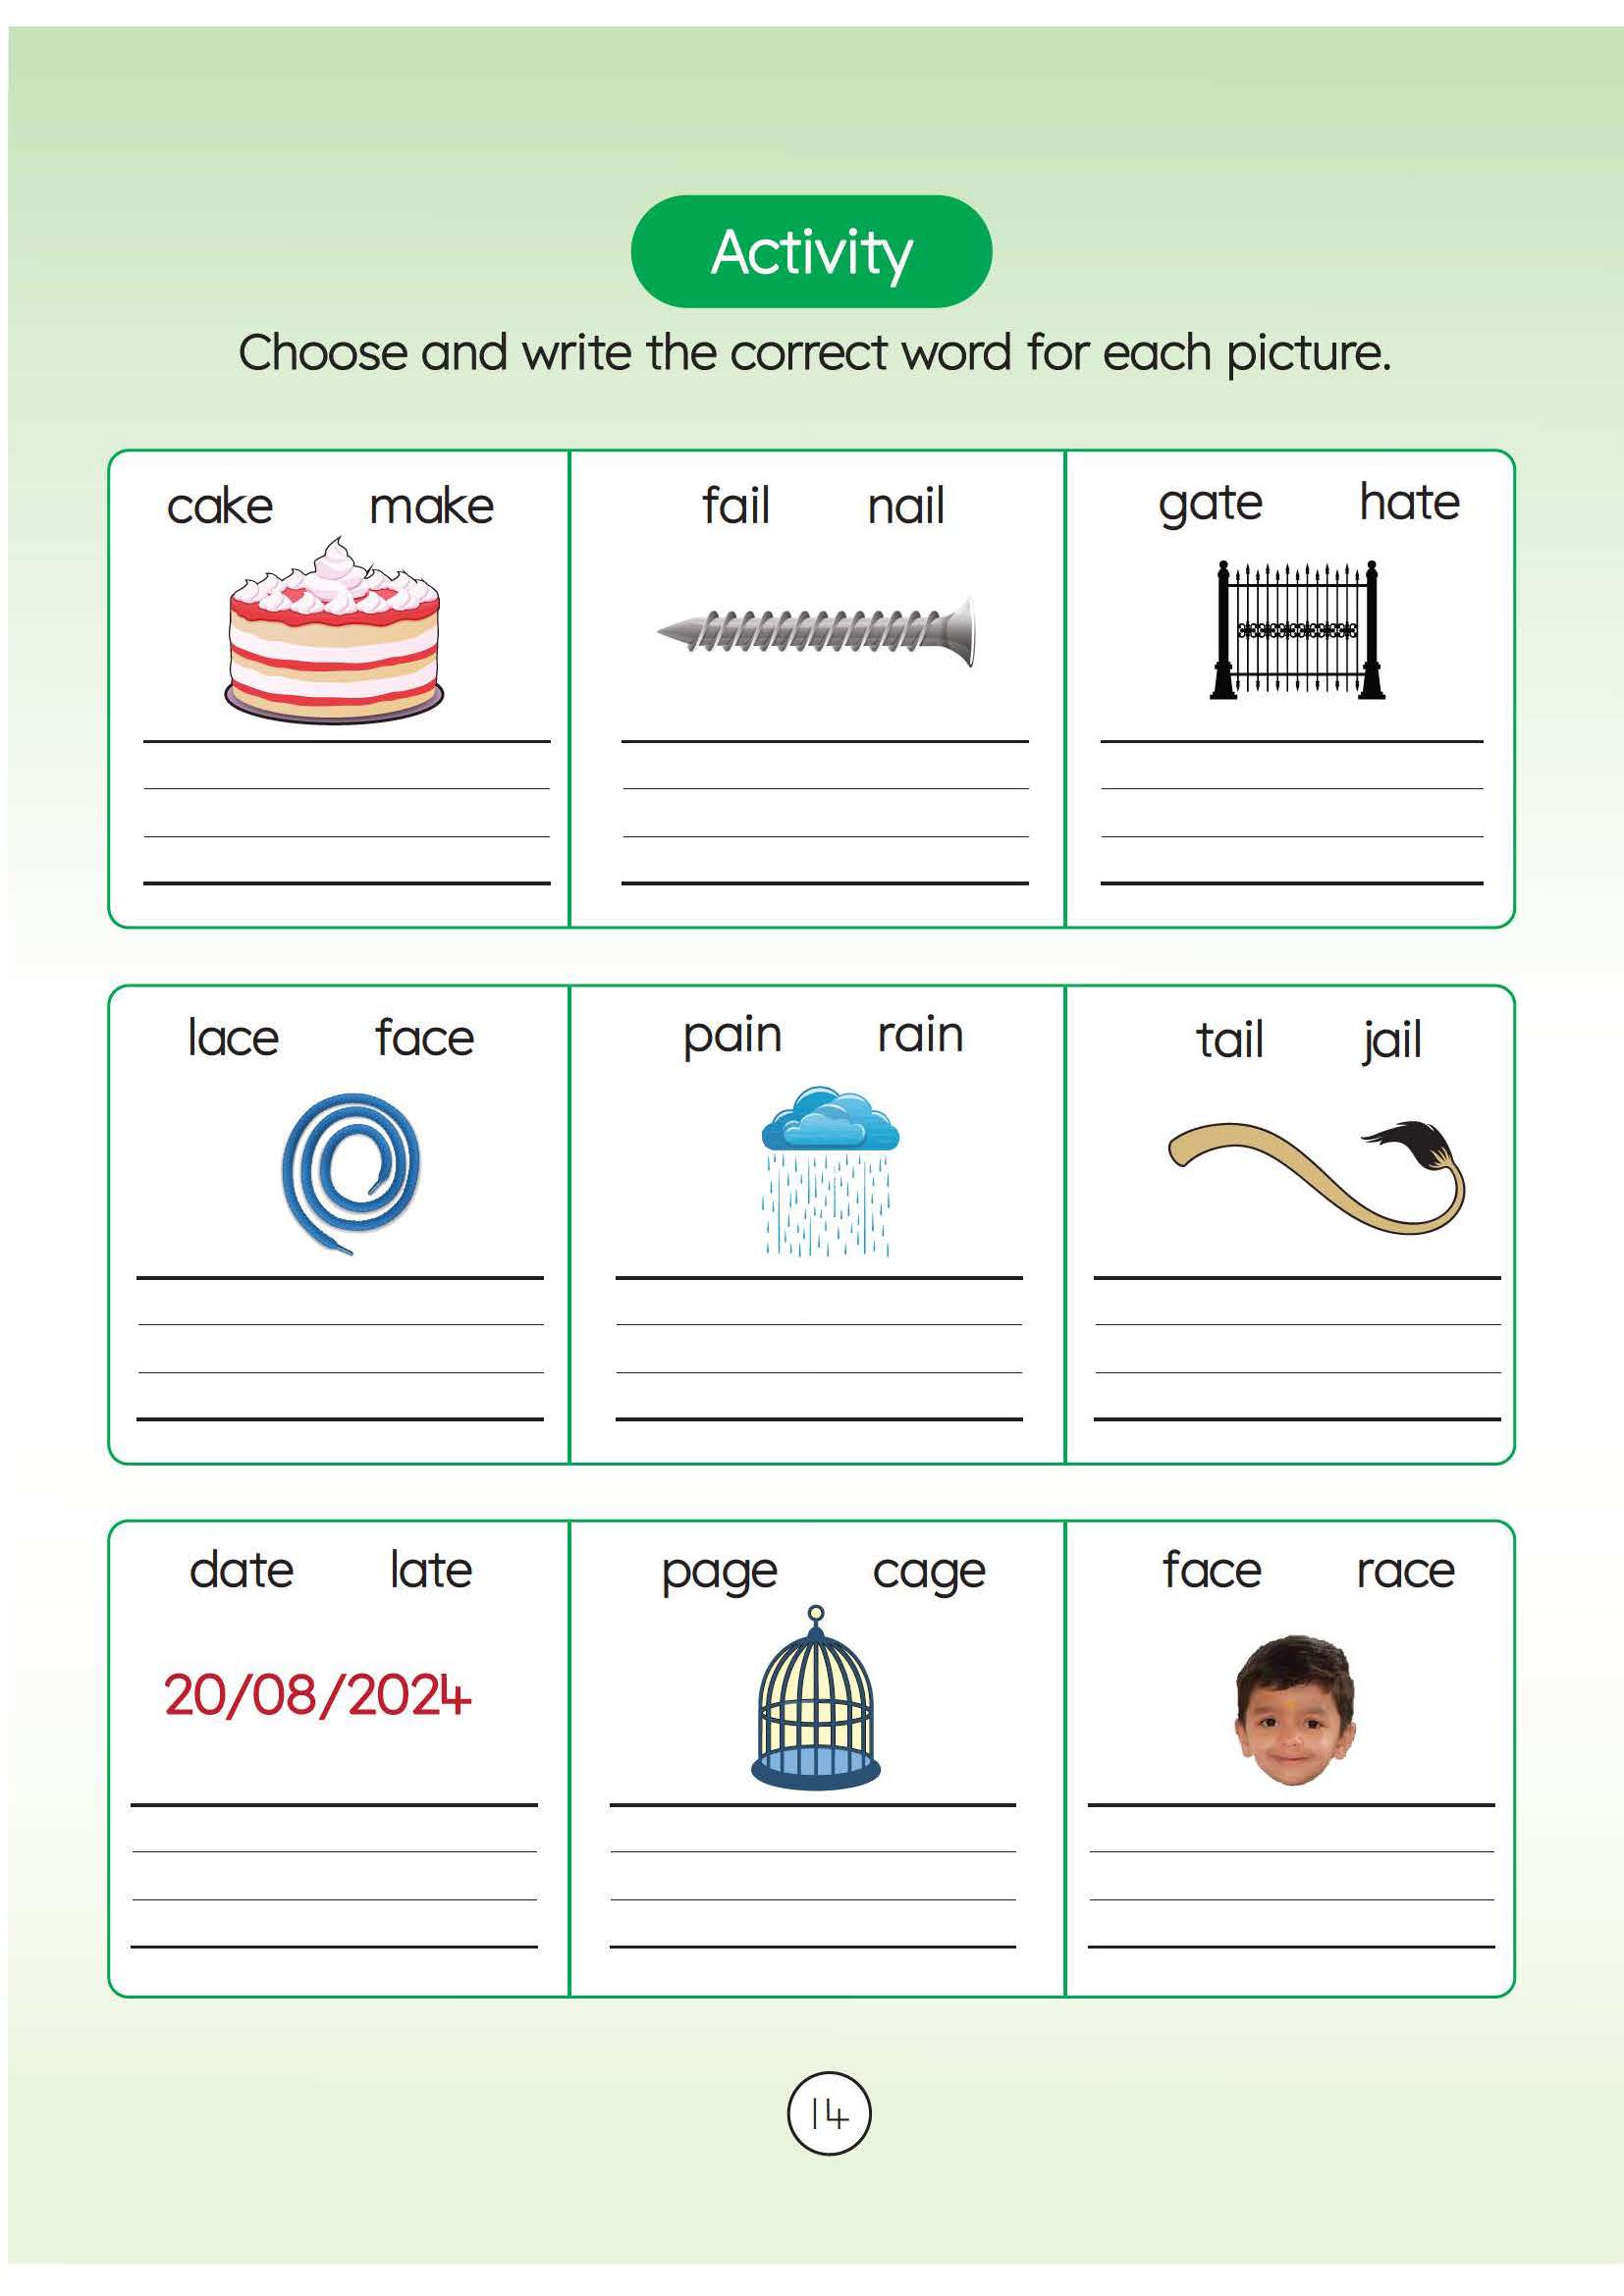 Activity
Choose and write the correct word for each picture.
cake make
fail nail
gate hate
lace face
pain rain
tail jail
date late
20/08/2024
page cage
face race
14